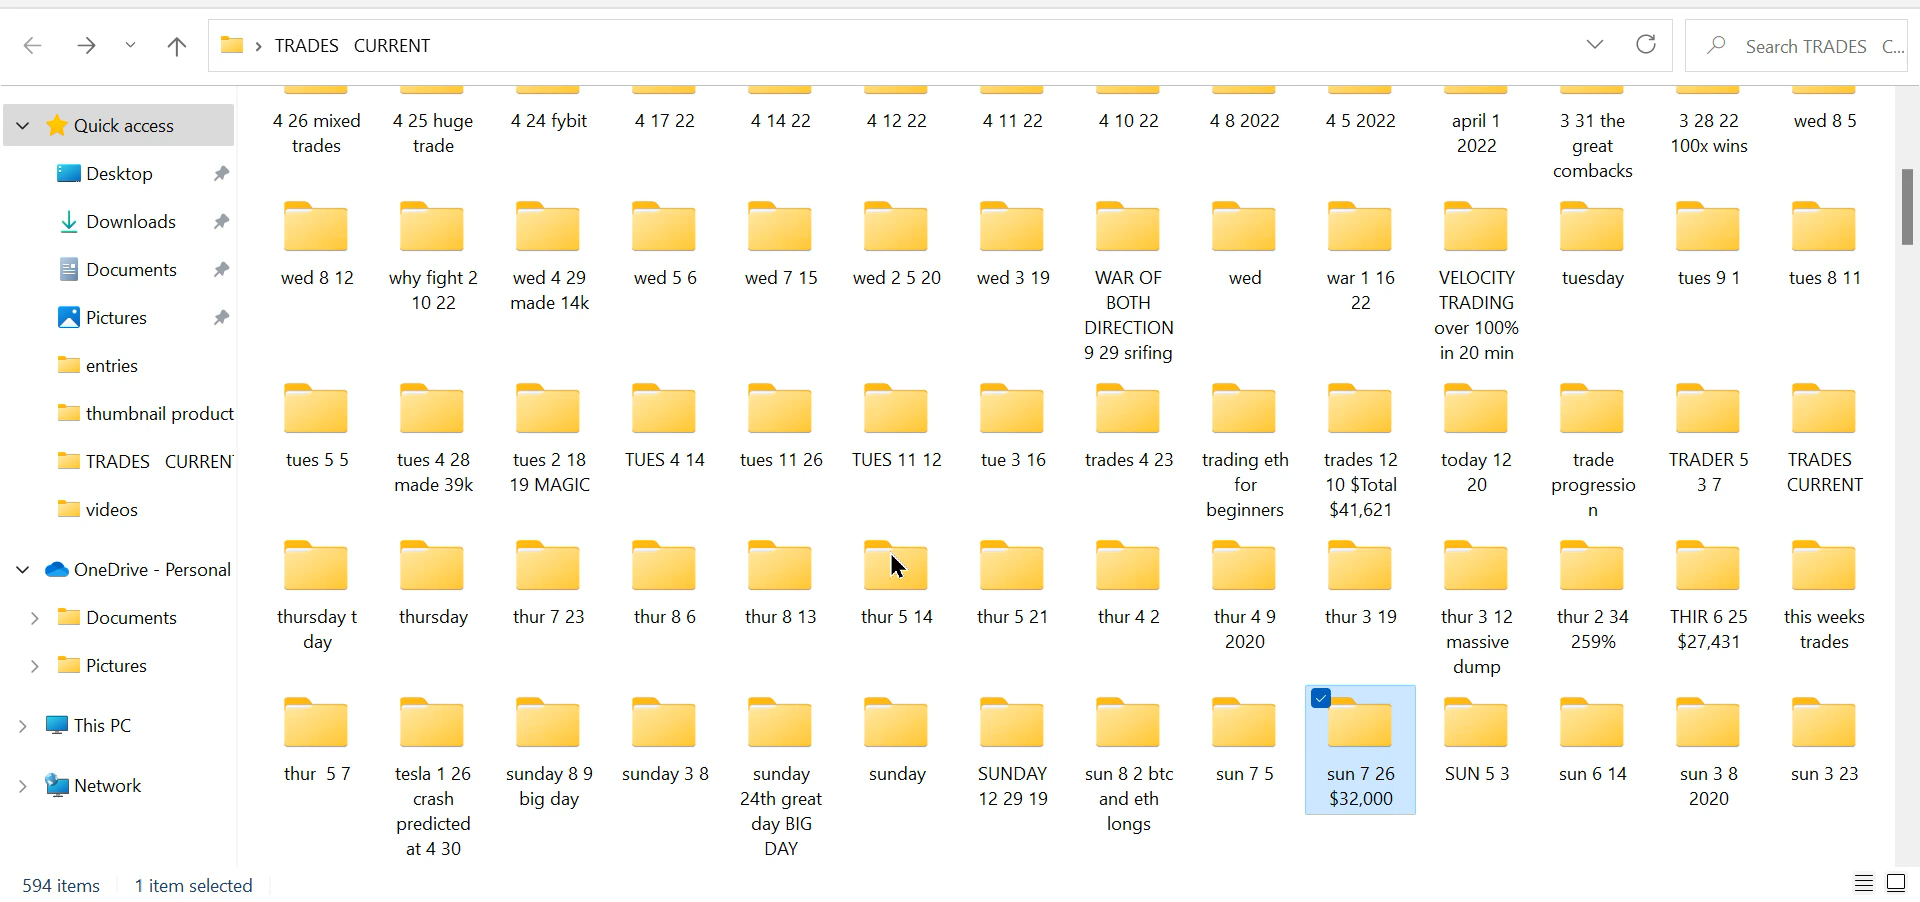 TRADES CURRENT
Search TRADES C...
Quick access
Desktop
Downloads
Documents
Pictures
entries
thumbnail product
TRADES CURREN
videos
OneDrive - Personal
Documents
Pictures
This PC
Network
4 26 mixed
trades
4 25 huge
trade
4 24 fybit
4 17 22
4 14 22
4 12 22
4 11 22
4 10 22
4 8 2022
4 5 2022
april 1
2022
3 31 the
great
combacks
3 28 22
100x wins
wed 8 5
wed 8 12
why fight 2
10 22
wed 4 29
made 14k
wed 5 6
wed 7 15
wed 2 5 20
wed 3 19
WAR OF
BOTH
DIRECTION
9 29 srifing
wed
war 1 16
22
VELOCITY
TRADING
over 100%
in 20 min
tuesday
tues 9 1
tues 8 11
tues 5 5
tues 4 28
made 39k
tues 2 18
19 MAGIC
TUES 4 14
tues 11 26
TUES 11 12
tue 3 16
trades 4 23
trading eth
for
beginners
trades 12
10 $Total
$41,621
today 12
20
trade
progressio
n
TRADER 5
3 7
TRADES
CURRENT
thursday t
day
thursday
thur 7 23
thur 8 6
thur 8 13
thur 5 14
thur 5 21
thur 4 2
thur 4 9
2020
thur 3 19
thur 3 12
massive
dump
thur 2 34
259%
THIR 6 25
$27,431
this weeks
trades
thur 5 7
tesla 1 26
crash
predicted
at 4 30
sunday 8 9
big day
sunday 3 8
sunday
24th great
day BIG
DAY
sunday
SUNDAY
12 29 19
sun 8 2 btc
and eth
longs
sun 7 5
sun 7 26
$32,000
SUN 5 3
sun 6 14
sun 3 8
2020
sun 3 23
594 items
1 item selected